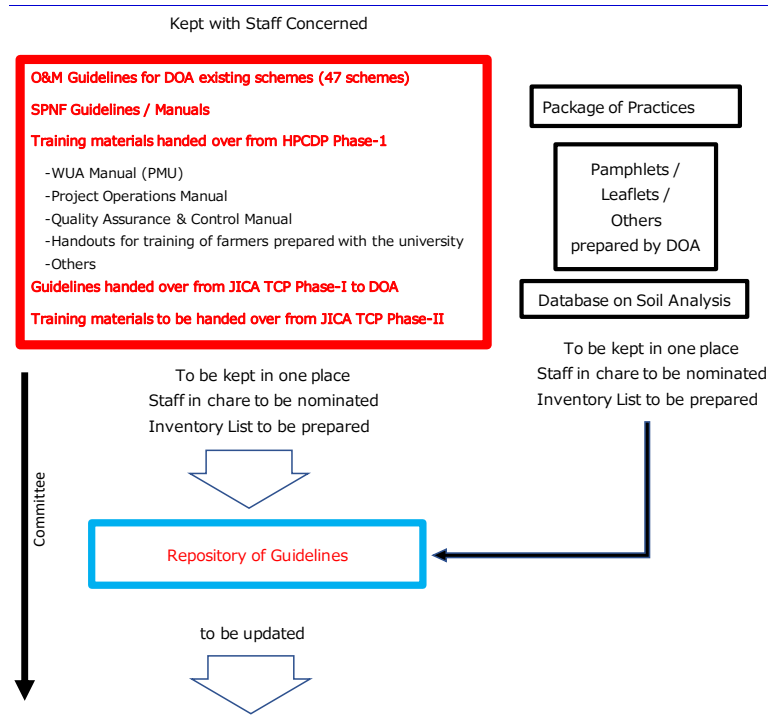 Kept with Staff Concerned
O&M Guidelines for DOA existing schemes (47 schemes)
SPNF Guidelines / Manuals
Training materials handed over from HPCDP Phase-1
-WUA Manual (PMU)
-Project Operations Manual
-Quality Assurance & Control Manual
-Handouts for training of farmers prepared with the university
-Others
Guidelines handed over from JICA TCP Phase-I to DOA
Training materials to be handed over from JICA TCP Phase-II
Package of Practices
Pamphlets /
Leaflets /
Others
prepared by DOA
Database on Soil Analysis
To be kept in one place
Staff in chare to be nominated
Inventory List to be prepared
To be kept in one place
Staff in chare to be nominated
Inventory List to be prepared
Committee
Repository of Guidelines
to be updated